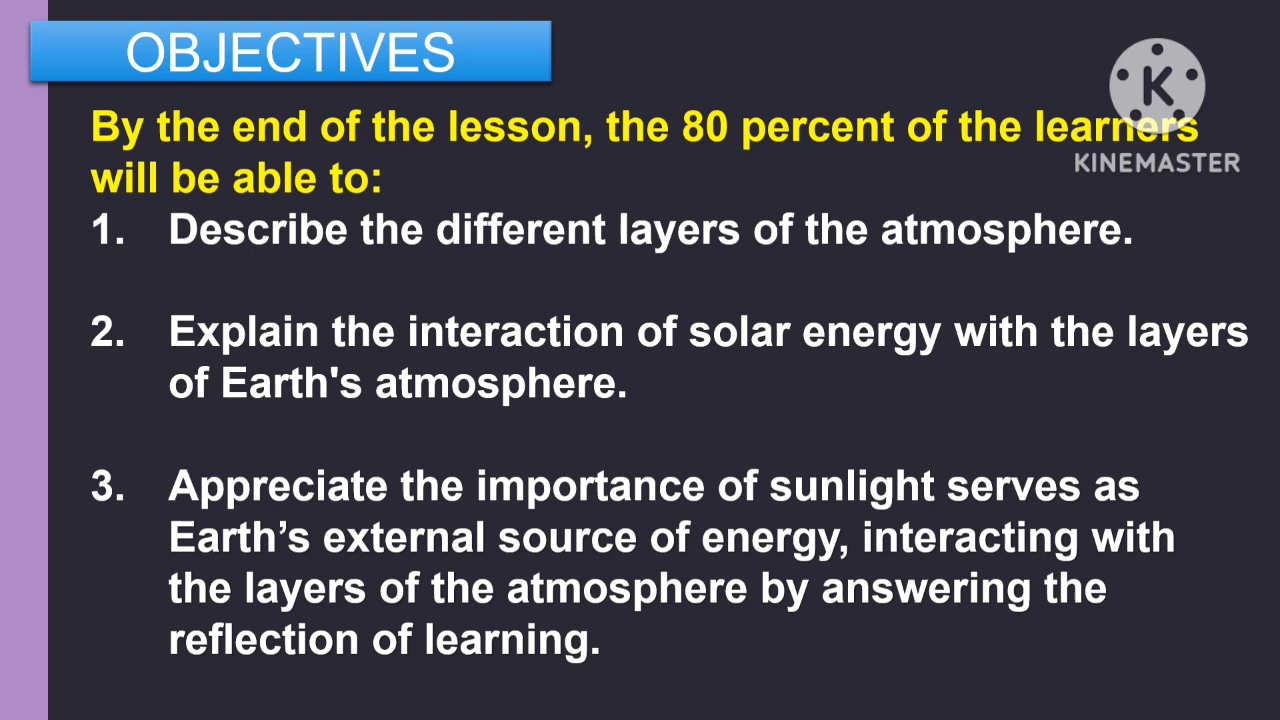 OBJECTIVES
By the end of the lesson, the 80 percent of the learners
will be able to:
1. Describe the different layers of the atmosphere.
2. Explain the interaction of solar energy with the layers
of Earth's atmosphere.
3. Appreciate the importance of sunlight serves as
Earth’s external source of energy, interacting with
the layers of the atmosphere by answering the
reflection of learning.
K
KINEMASTER